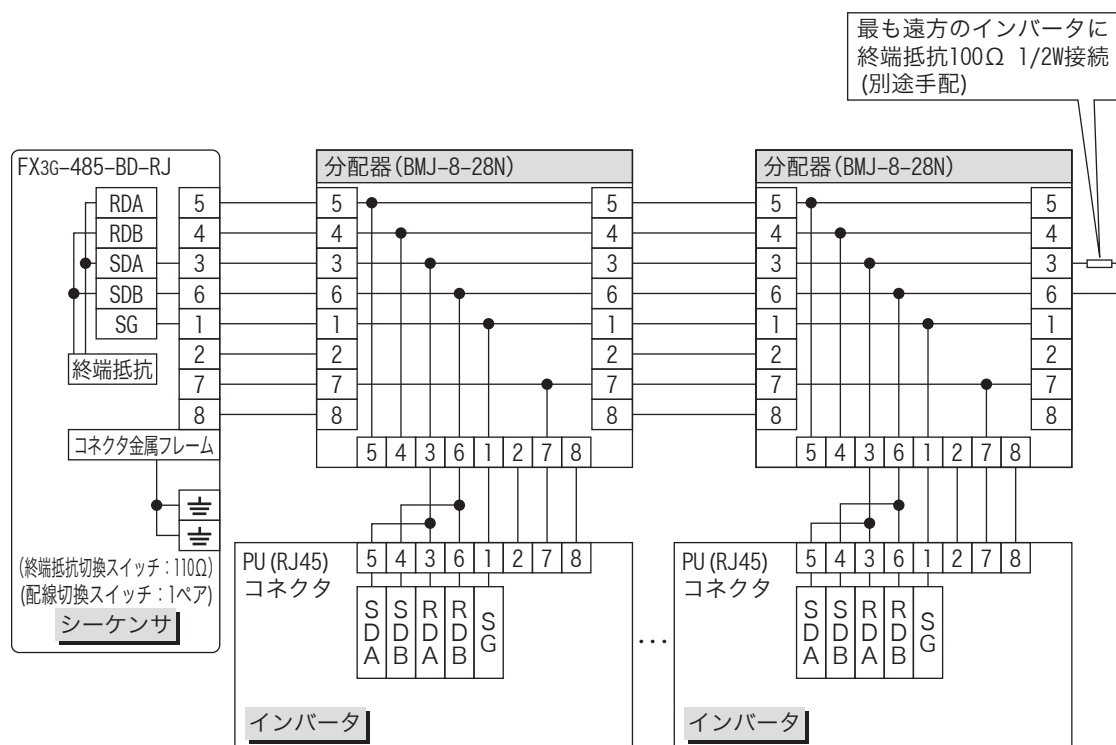 最も遠方のインバータに
終端抵抗100Ω 1/2W接続
(別途手配)
FX3G-485-BD-RJ
RDA 5
RDB 4
SDA 3
SDB 6
SG 1
2
終端抵抗
7
8
コネクタ金属フレーム
(終端抵抗切換スイッチ:110Ω)
(配線切換スイッチ:1ペア)
シーケンサ
分配器(BMJ-8-28N)
5 5
4 4
3 3
6 6
1 1
2 2
7 7
8 8
5 4 3 6 1 2 7 8
PU(RJ45)
コネクタ
5 4 3 6 1 2 7 8
SDA SDB RDA RDB SG
インバータ
…
分配器(BMJ-8-28N)
5 5
4 4
3 3
6 6
1 1
2 2
7 7
8 8
5 4 3 6 1 2 7 8
PU(RJ45)
コネクタ
5 4 3 6 1 2 7 8
SDA SDB RDA RDB SG
インバータ